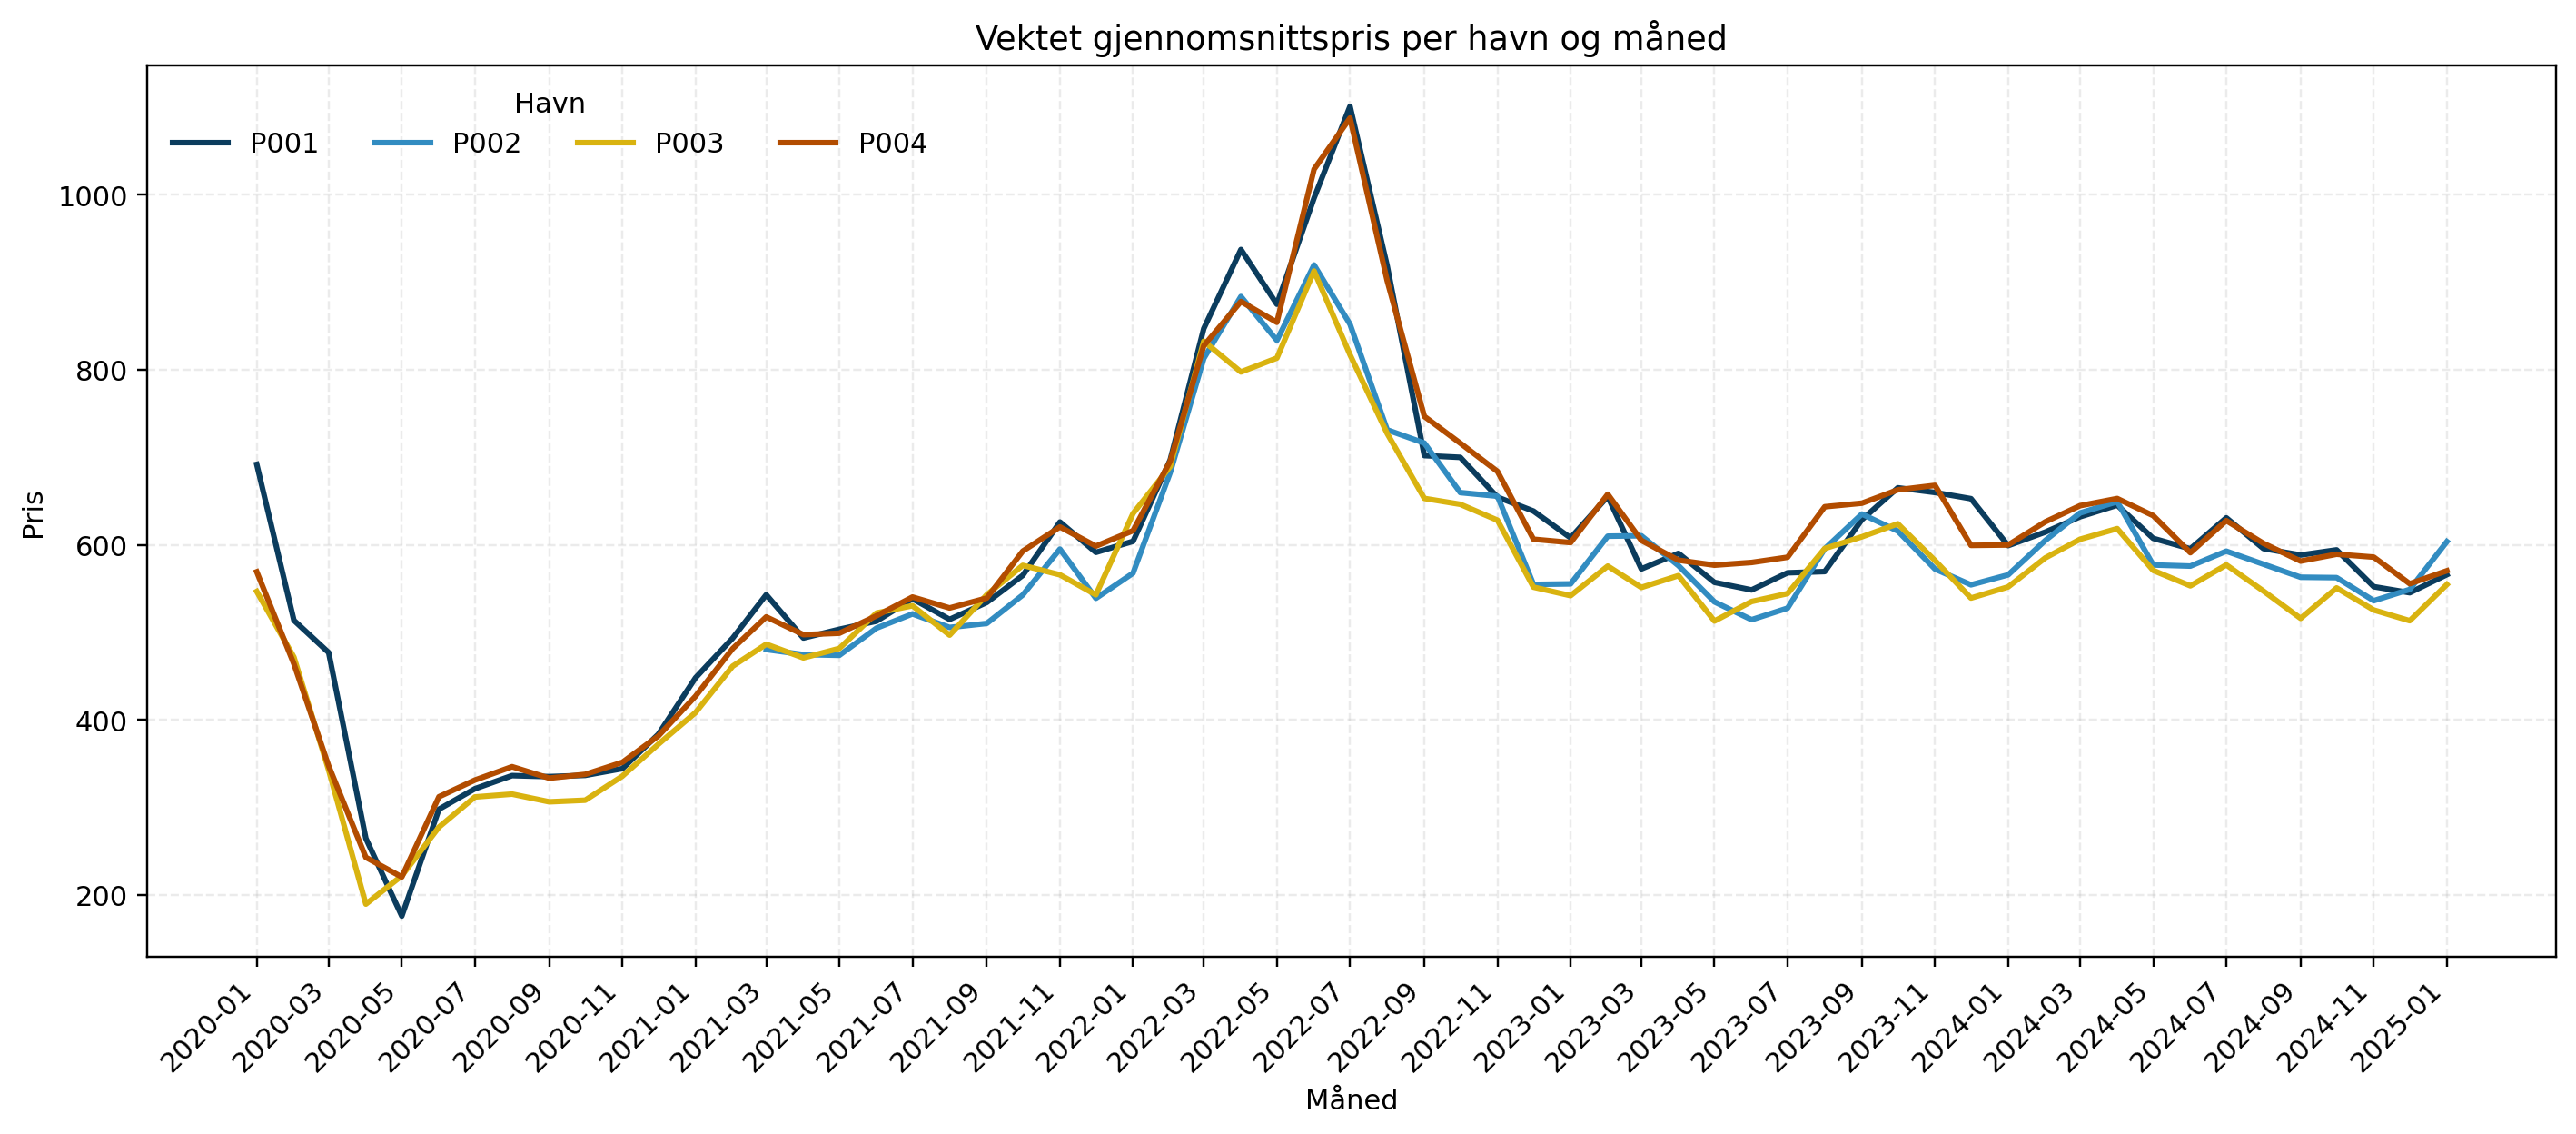 Vektet gjennomsnittspris per havn og måned
Havn
P001 P002 P003 P004
Pris
1000
800
600
400
200
2020-01 2020-03 2020-05 2020-07 2020-09 2020-11 2021-01 2021-03 2021-05 2021-07 2021-09 2021-11 2022-01 2022-03 2022-05 2022-07 2022-09 2022-11 2023-01 2023-03 2023-05 2023-07 2023-09 2023-11 2024-01 2024-03 2024-05 2024-07 2024-09 2024-11 2025-01
Måned